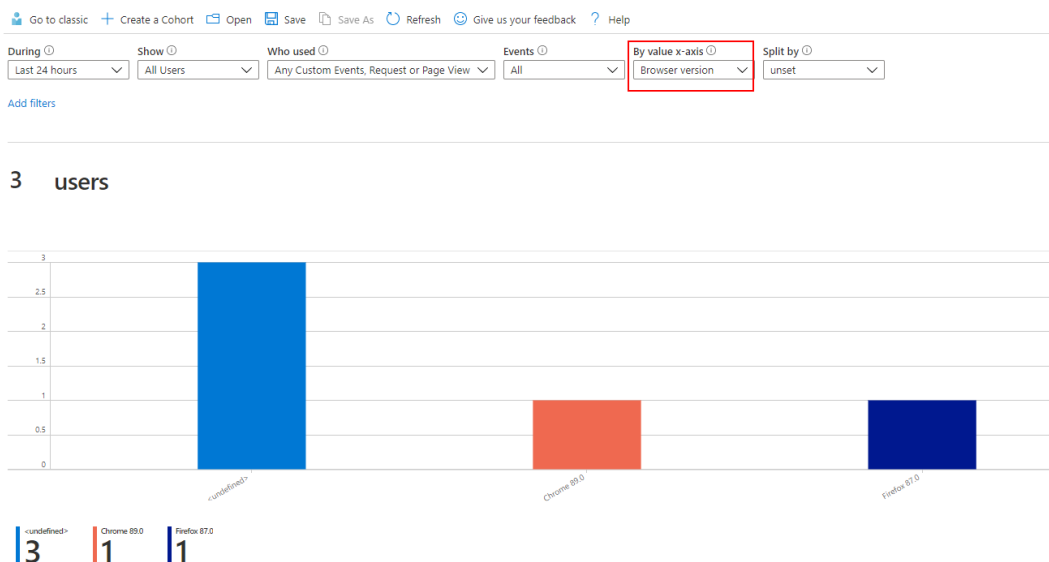 Go to classic Create a Cohort Open Save Save As Refresh Give us your feedback ? Help
During Show Who used Events By value x-axis Split by
Last 24 hours All Users Any Custom Events, Request or Page View All Browser version unset
Add filters
3 users
3
2.5
2
1.5
1
0.5
0
<undefined> Chrome 89.0 Firefox 87.0
<undefined> Chrome 89.0 Firefox 87.0
3 1 1